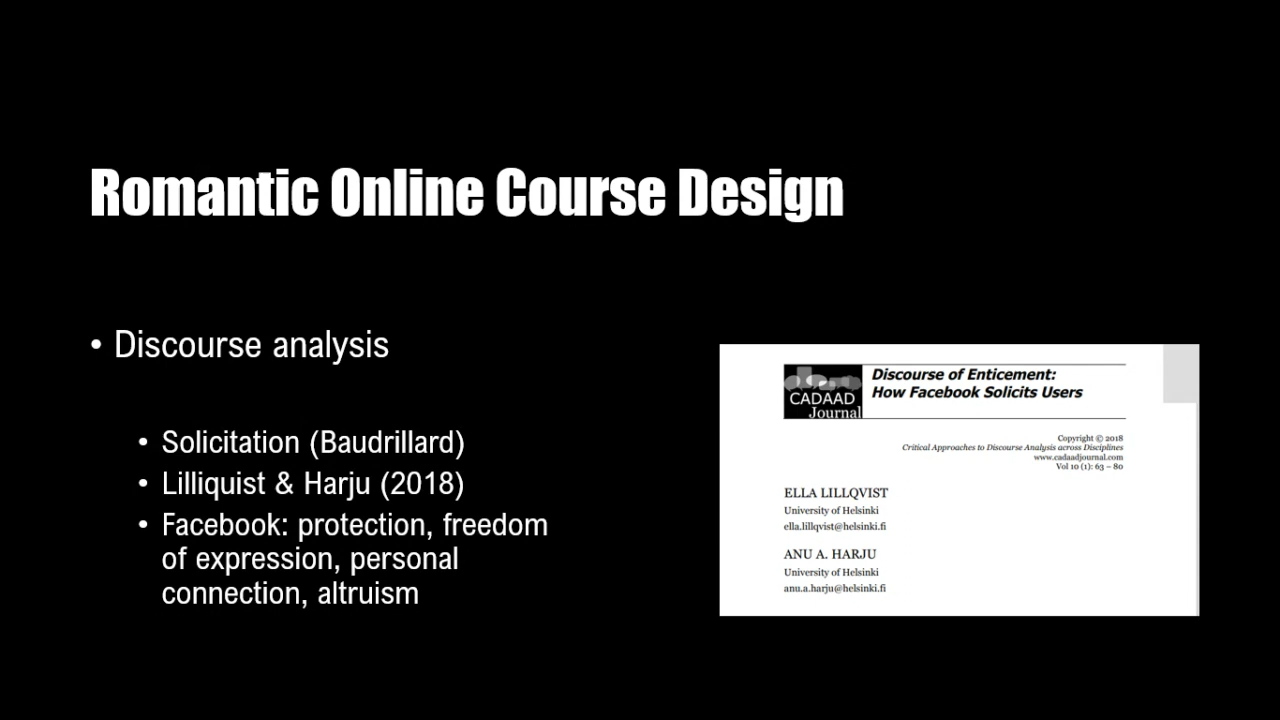 Romantic Online Course Design
• Discourse analysis
• Solicitation (Baudrillard)
• Lilliquist & Harju (2018)
• Facebook: protection, freedom
of expression, personal
connection, altruism
CADAAD
Journal
Discourse of Enticement:
How Facebook Solicits Users
Copyright © 2018
Critical Approaches to Discourse Analysis across Disciplines
www.cadaadjournal.com
Vol 10 (1): 63 – 80
ELLA LILLQVIST
University of Helsinki
ella.lillqvist@helsinki.fi
ANU A. HARJU
University of Helsinki
anu.a.harju@helsinki.fi